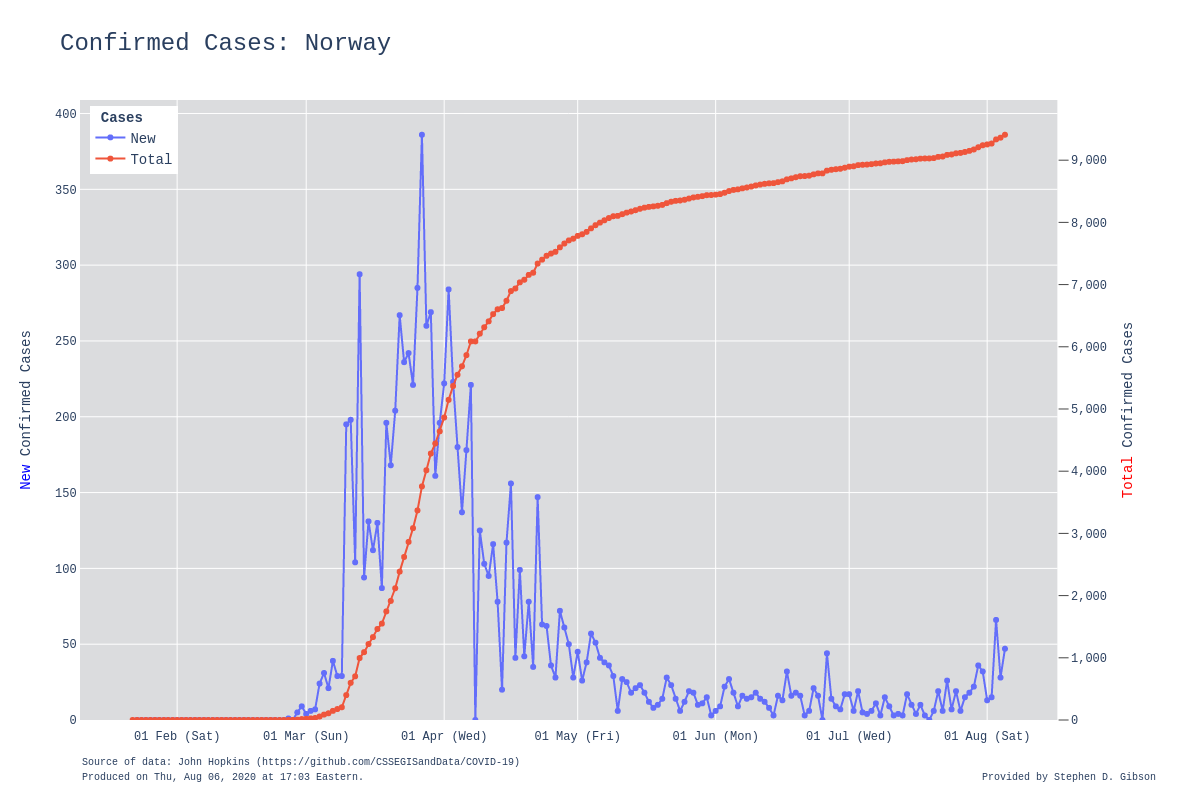 Confirmed Cases: Norway
Cases
New
Total
400
350
300
250
200
150
100
50
0
9,000
8,000
7,000
6,000
5,000
4,000
3,000
2,000
1,000
0
New Confirmed Cases
Total Confirmed Cases
01 Feb (Sat) 01 Mar (Sun) 01 Apr (Wed) 01 May (Fri) 01 Jun (Mon) 01 Jul (Wed) 01 Aug (Sat)
Source of data: John Hopkins (https://github.com/CSSEGISandData/COVID-19)
Produced on Thu, Aug 06, 2020 at 17:03 Eastern.
Provided by Stephen D. Gibson